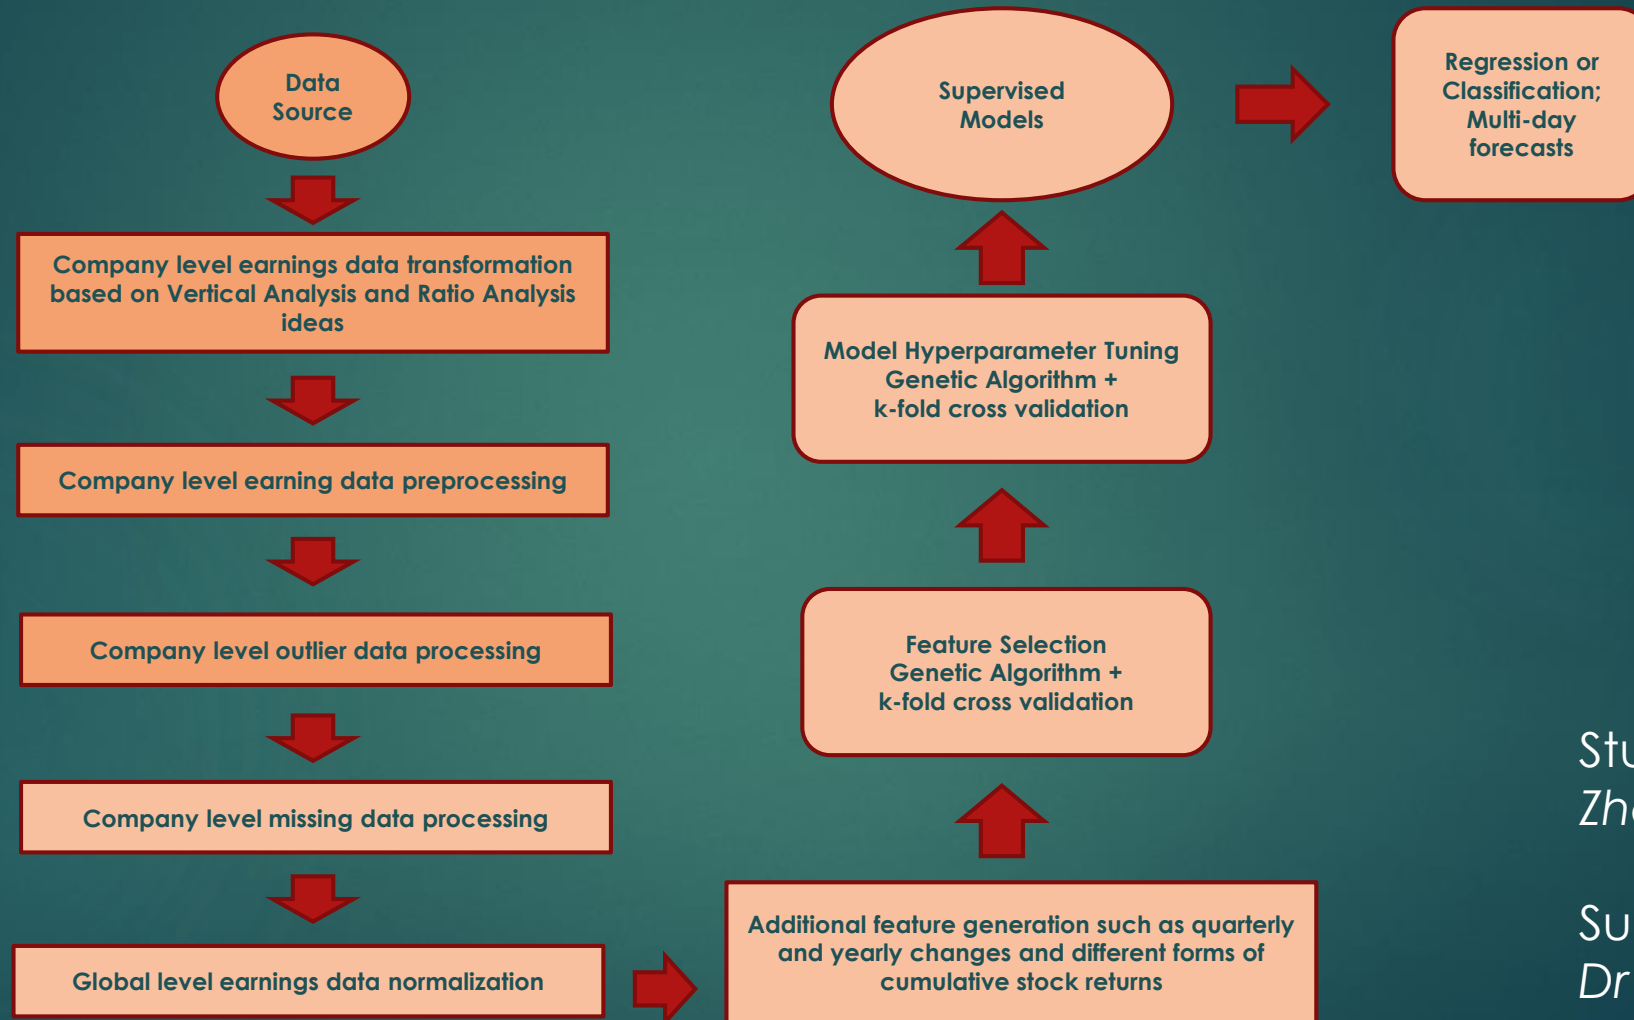 Data
Source
Company level earnings data transformation
based on Vertical Analysis and Ratio Analysis
ideas
Company level earning data preprocessing
Company level outlier data processing
Company level missing data processing
Global level earnings data normalization
Additional feature generation such as quarterly
and yearly changes and different forms of
cumulative stock returns
Feature Selection
Genetic Algorithm +
k-fold cross validation
Model Hyperparameter Tuning
Genetic Algorithm +
k-fold cross validation
Supervised
Models
Regression or
Classification;
Multi-day
forecasts
Dr